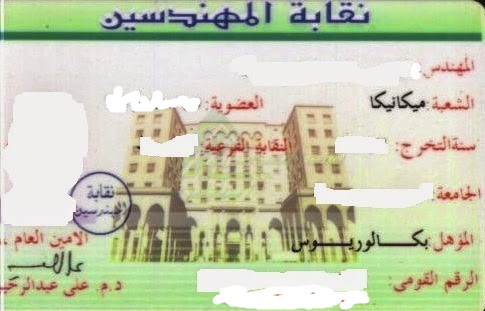 نقابة المهندسين
المهندس:
الشعبة: ميكانيكا العضوية:
سنة التخرج: النقابة الفرعية:
الجامعة:
نقابة المهندسين
المؤهل: بكالوريوس الأمين العام
الرقم القومى: د.م. على عبدالرحيم